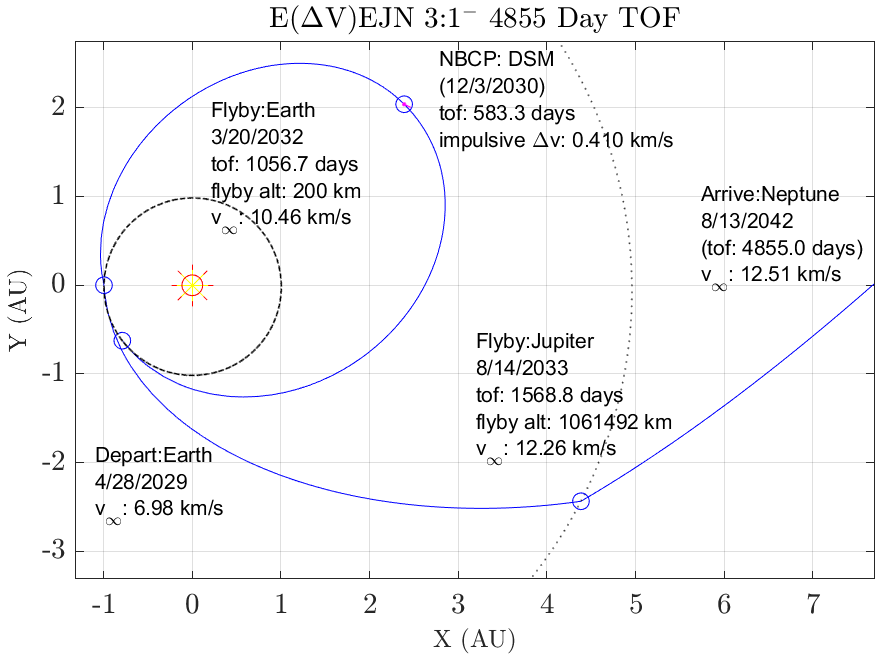 E(ΔV)EJN 3:1⁻ 4855 Day TOF
NBCP: DSM
(12/3/2030)
tof: 583.3 days
impulsive Δv: 0.410 km/s
Flyby:Earth
3/20/2032
tof: 1056.7 days
flyby alt: 200 km
v∞: 10.46 km/s
Arrive:Neptune
8/13/2042
(tof: 4855.0 days)
v∞: 12.51 km/s
Flyby:Jupiter
8/14/2033
tof: 1568.8 days
flyby alt: 1061492 km
v∞: 12.26 km/s
Depart:Earth
4/28/2029
v∞: 6.98 km/s
Y (AU)
2
1
0
-1
-2
-3
-1 0 1 2 3 4 5 6 7
X (AU)